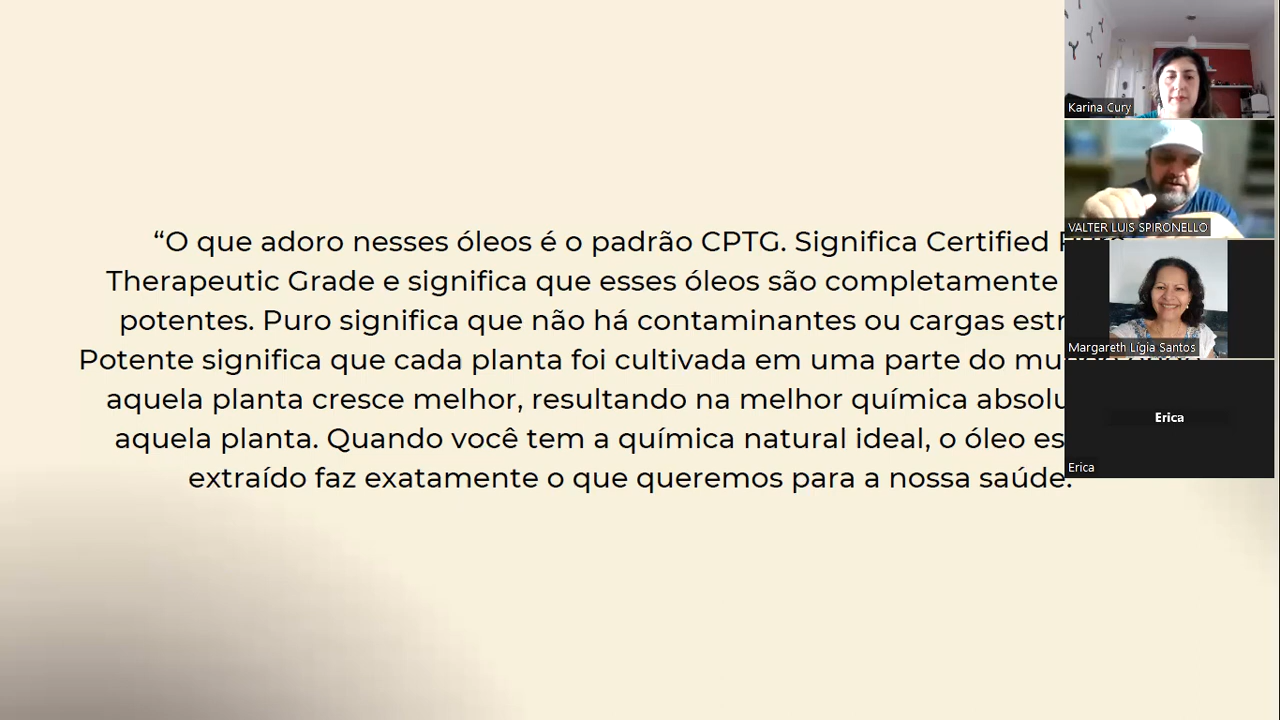 “O que adoro nesses óleos é o padrão CPTG. Significa Certified
Therapeutic Grade e significa que esses óleos são completamente
potentes. Puro significa que não há contaminantes ou cargas
Potente significa que cada planta foi cultivada em uma parte do
aquela planta cresce melhor, resultando na melhor química
aquela planta. Quando você tem a química natural ideal, o óleo
extraído faz exatamente o que queremos para a nossa saúde.
Karina Cury
VALTER LUIS SPIRONELLO
Margareth Lígia Santos
Erica
Erica